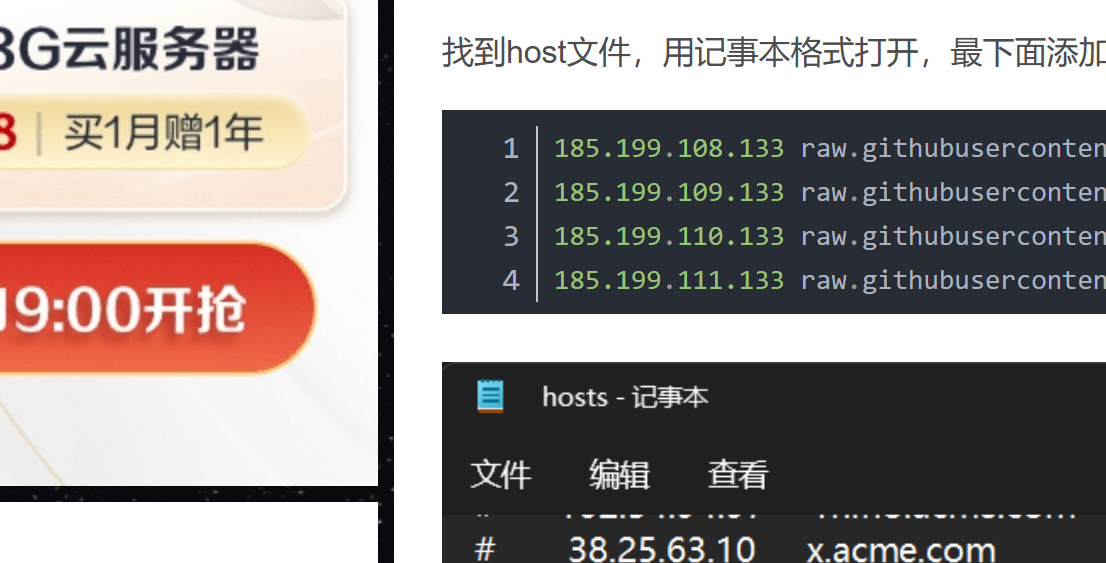 3G云服务器
8 | 买1月赠1年
19:00开抢
找到host文件，用记事本格式打开，最下面添加
1 185.199.108.133 raw.githubuserconten
2 185.199.109.133 raw.githubuserconten
3 185.199.110.133 raw.githubuserconten
4 185.199.111.133 raw.githubuserconten
hosts - 记事本
文件 编辑 查看
# 38.25.63.10 x.acme.com